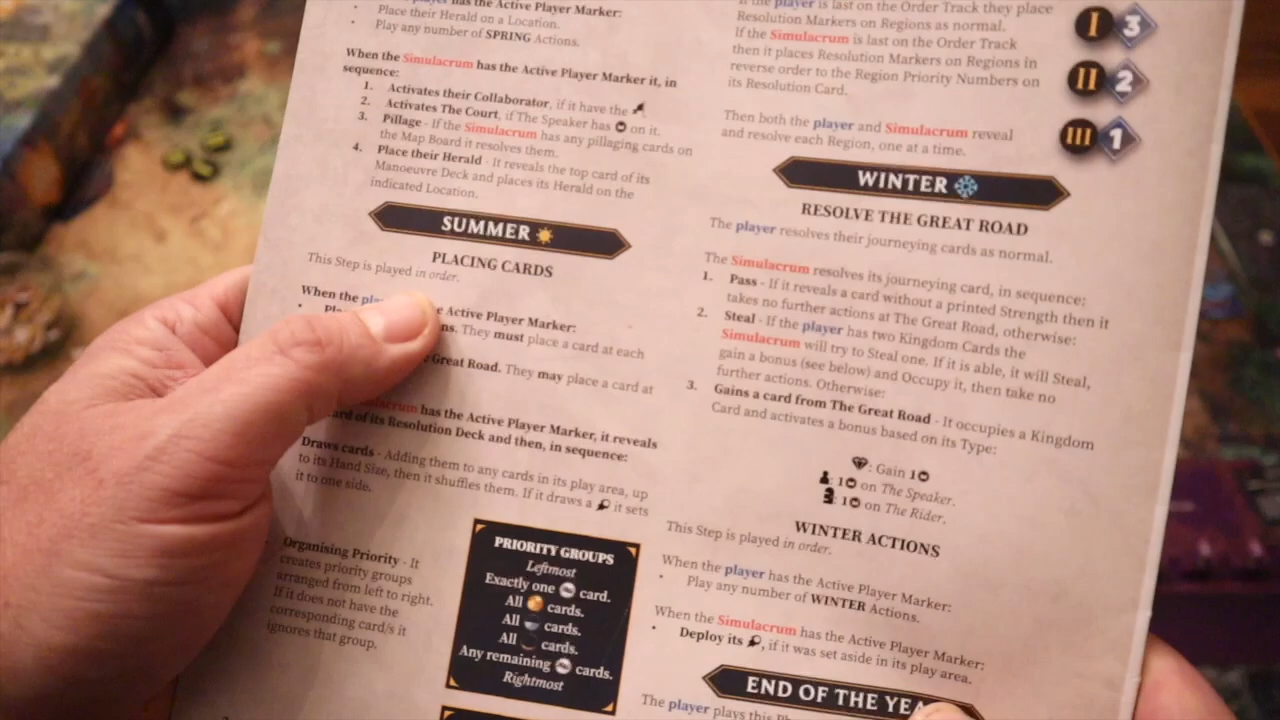 player has the Active Player Marker:
• Place their Herald on a Location.
• Play any number of SPRING Actions.
When the Simulacrum has the Active Player Marker it, in
sequence:
1. Activates their Collaborator, if it have the
2. Activates The Court, if The Speaker has on it.
3. Pillage - If the Simulacrum has any pillaging cards on
the Map Board it resolves them.
4. Place their Herald - It reveals the top card of its
Manoeuvre Deck and places its Herald on the
indicated Location.
SUMMER
PLACING CARDS
This Step is played in order.
When the Active Player Marker:
They must place a card at each
Great Road. They may place a card at
has the Active Player Marker, it reveals
card of its Resolution Deck and then, in sequence:
Draws cards - Adding them to any cards in its play area, up
to its Hand Size, then it shuffles them. If it draws a it sets
it to one side.
Organising Priority - It
creates priority groups
arranged from left to right.
If it does not have the
corresponding card/s it
ignores that group.
PRIORITY GROUPS
Leftmost
Exactly one card.
All cards.
All cards.
All cards.
Any remaining cards.
Rightmost
If the player is last on the Order Track they place
Resolution Markers on Regions as normal.
If the Simulacrum is last on the Order Track
then it places Resolution Markers on Regions in
reverse order to the Region Priority Numbers on
its Resolution Card.
I 3
II 2
III 1
Then both the player and Simulacrum reveal
and resolve each Region, one at a time.
WINTER
RESOLVE THE GREAT ROAD
The player resolves their journeying cards as normal.
The Simulacrum resolves its journeying card, in sequence:
1. Pass - If it reveals a card without a printed Strength then it
takes no further actions at The Great Road, otherwise:
2. Steal - If the player has two Kingdom Cards the
Simulacrum will try to Steal one. If it is able, it will Steal,
gain a bonus (see below) and Occupy it, then take no
further actions. Otherwise:
3. Gains a card from The Great Road - It occupies a Kingdom
Card and activates a bonus based on its Type:
: Gain 1
: 1 on The Speaker.
: 1 on The Rider.
WINTER ACTIONS
This Step is played in order.
When the player has the Active Player Marker:
• Play any number of WINTER Actions.
When the Simulacrum has the Active Player Marker:
• Deploy its , if it was set aside in its play area.
END OF THE YEA
The player plays this